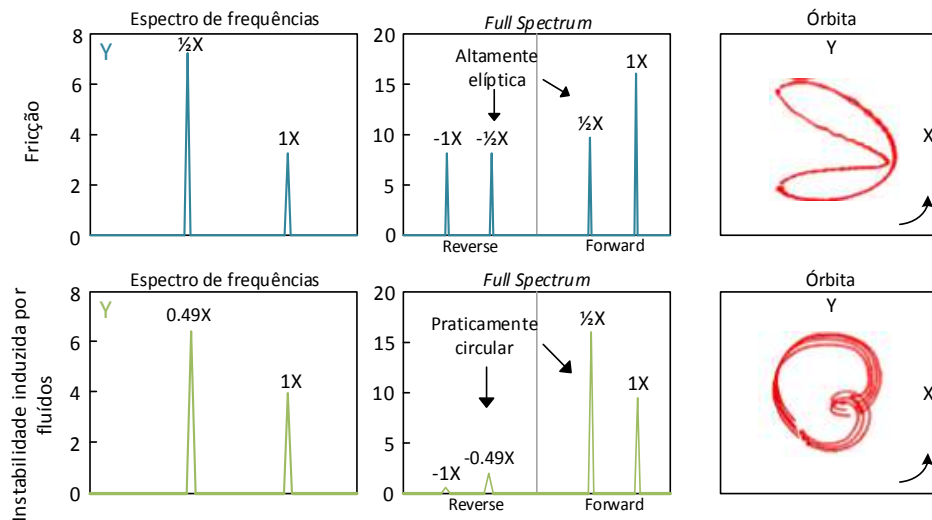 Espectro de frequências
Full Spectrum
Órbita
Fricção
8
6
4
2
0
Y
½X
1X
20
15
10
5
0
Altamente
elíptica
-1X
-½X
½X
1X
Reverse
Forward
Y
X
Espectro de frequências
Full Spectrum
Órbita
Instabilidade induzida por
fluídos
8
6
4
2
0
Y
0.49X
1X
20
15
10
5
0
Praticamente
circular
-1X
-0.49X
½X
1X
Reverse
Forward
Y
X